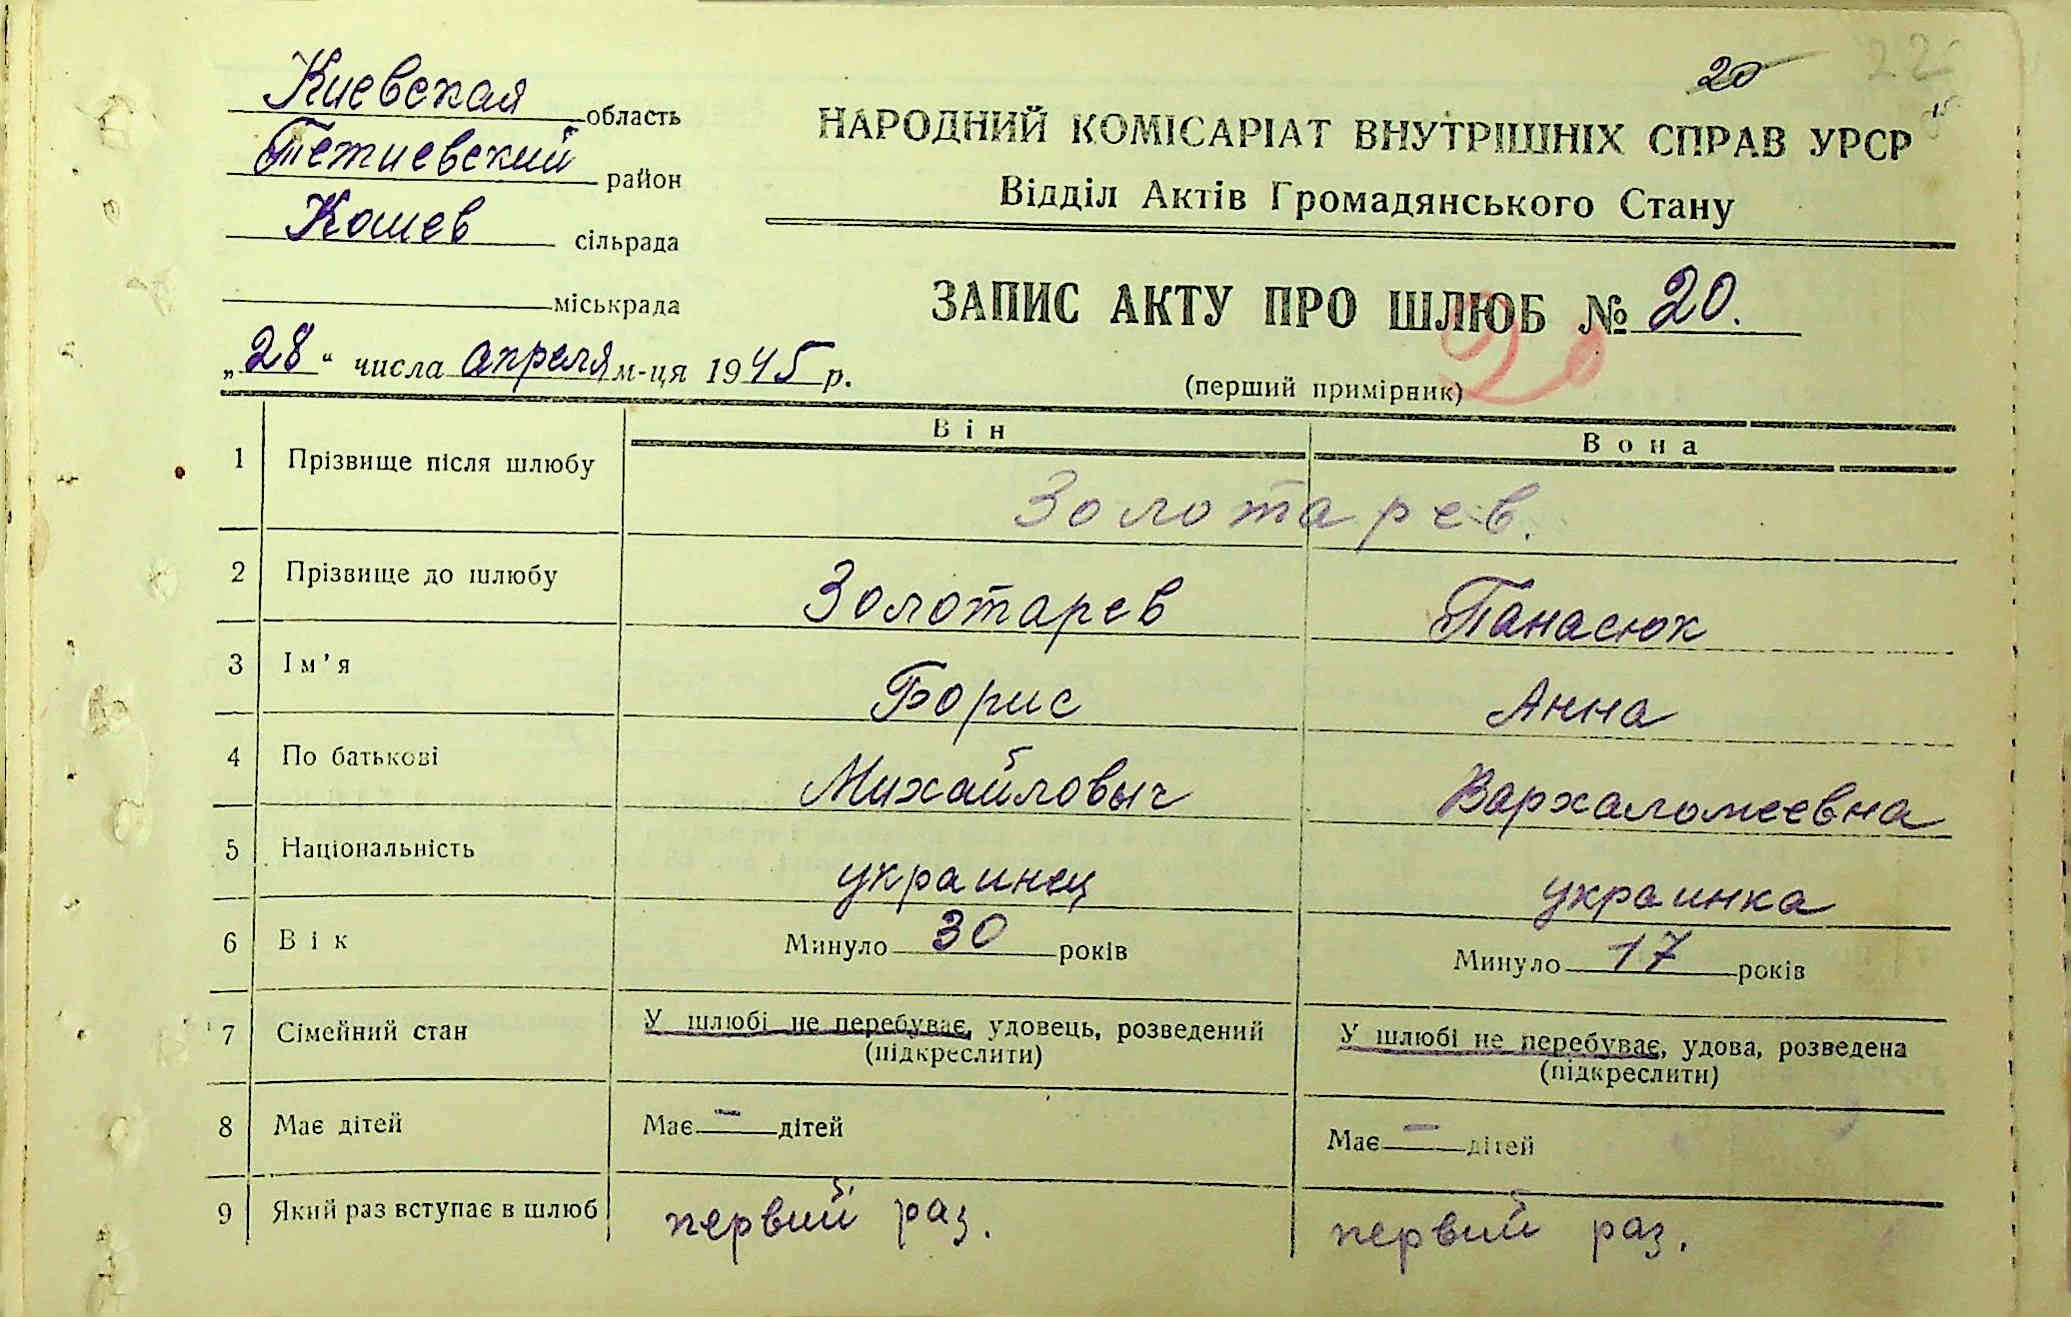 20
22
Киевская область
Тетиевский район
Кошев сільрада
міськрада
„28“ числа апреля м-ця 1945 р.
НАРОДНИЙ КОМІСАРІАТ ВНУТРІШНІХ СПРАВ УРСР
Відділ Актів Громадянського Стану
ЗАПИС АКТУ ПРО ШЛЮБ № 20.
20
(перший примірник)
Він Вона
1 Прізвище після шлюбу Золотарев.
2 Прізвище до шлюбу Золотарев Панасюк
3 Ім'я Борис Анна
4 По батькові Михайловыч Вархаломеевна
5 Національність украинец украинка
6 Вік Минуло 30 років Минуло 17 років
7 Сімейний стан У шлюбі не перебуває, удовець, розведений У шлюбі не перебуває, удова, розведена
(підкреслити) (підкреслити)
8 Має дітей Має — дітей Має — дітей
9 Який раз вступає в шлюб первий раз. первий раз.